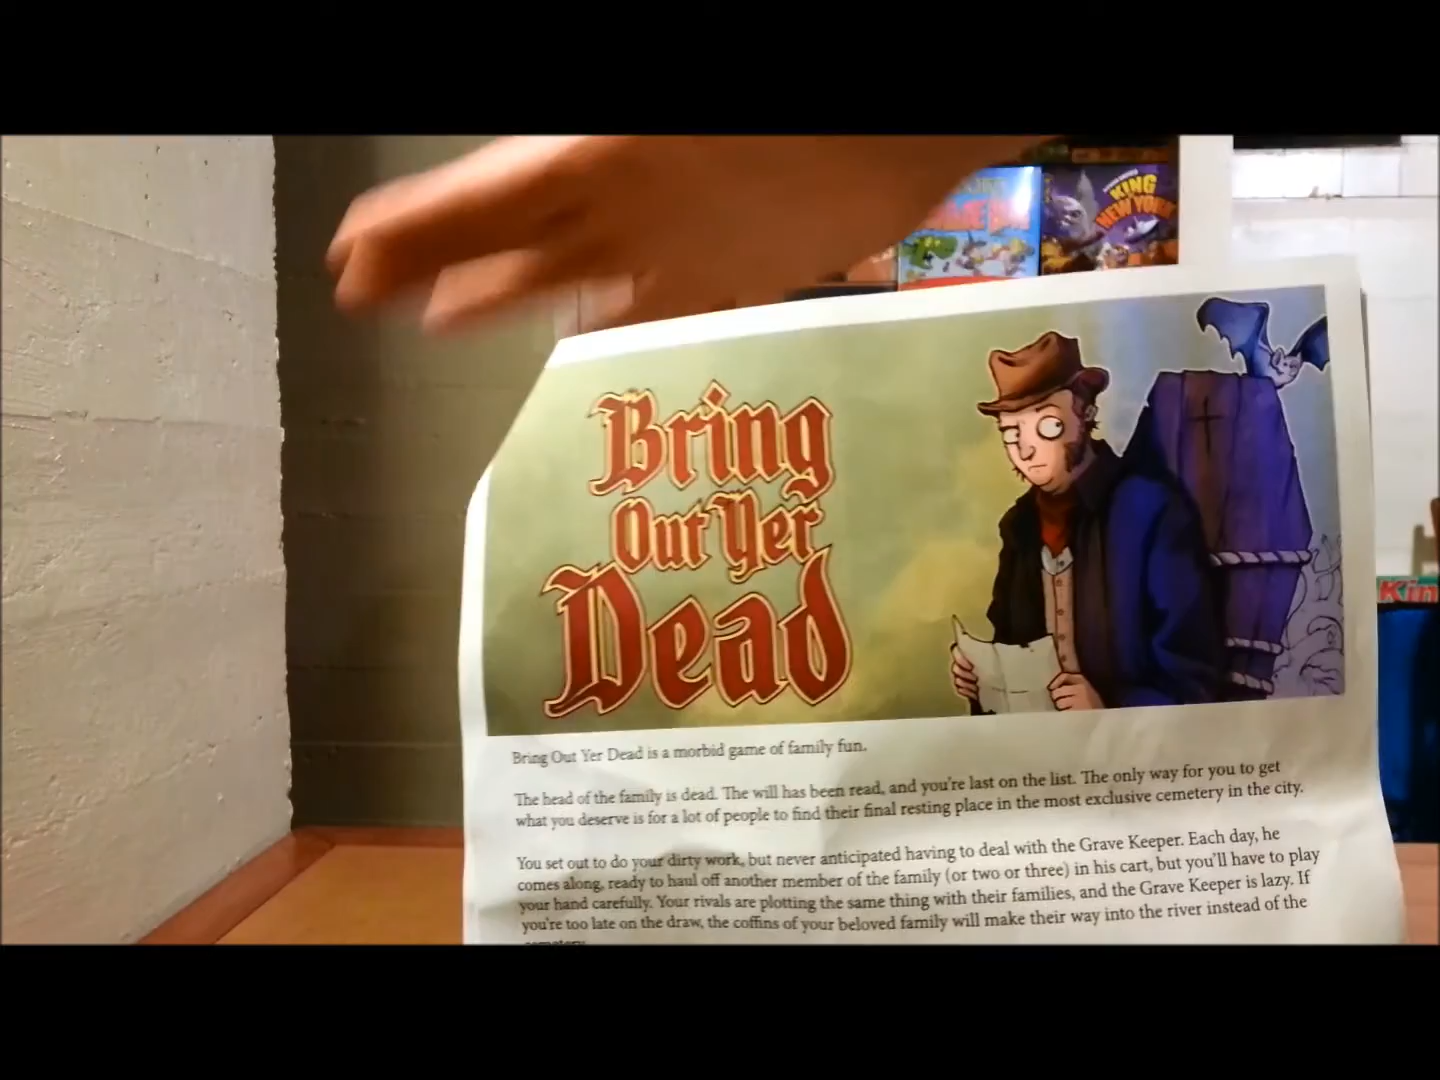 KING
NEW YORK
Bring
Out Yer
Dead
Kin
Bring Out Yer Dead is a morbid game of family fun.
The head of the family is dead. The will has been read, and you're last on the list. The only way for you to get
what you deserve is for a lot of people to find their final resting place in the most exclusive cemetery in the city.
You set out to do your dirty work, but never anticipated having to deal with the Grave Keeper. Each day, he
comes along, ready to haul off another member of the family (or two or three) in his cart, but you'll have to play
your hand carefully. Your rivals are plotting the same thing with their families, and the Grave Keeper is lazy. If
you're too late on the draw, the coffins of your beloved family will make their way into the river instead of the